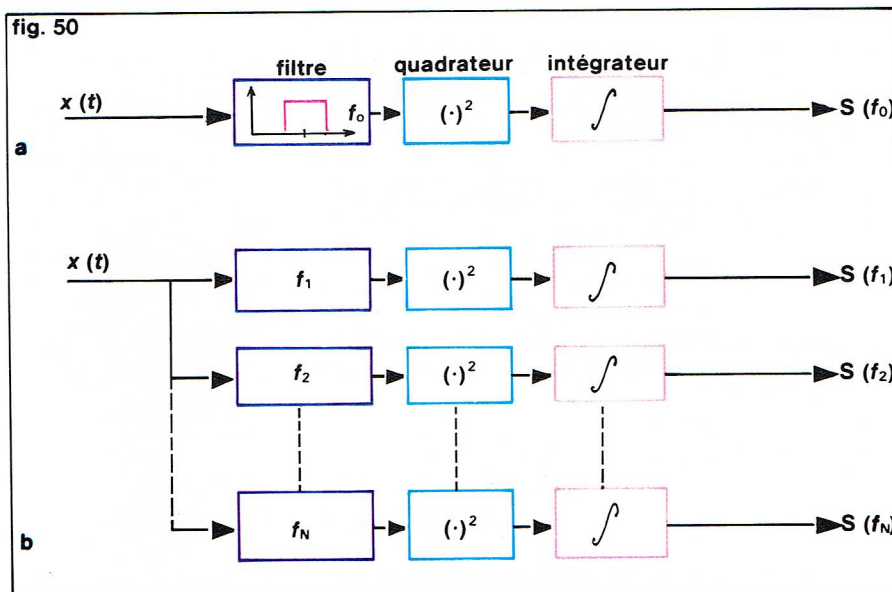 fig. 50
filtre quadrateur intégrateur
x (t) f₀ (·)² ∫ S (f₀)
a
x (t) f₁ (·)² ∫ S (f₁)
f₂ (·)² ∫ S (f₂)
f_N (·)² ∫ S (f_N)
b